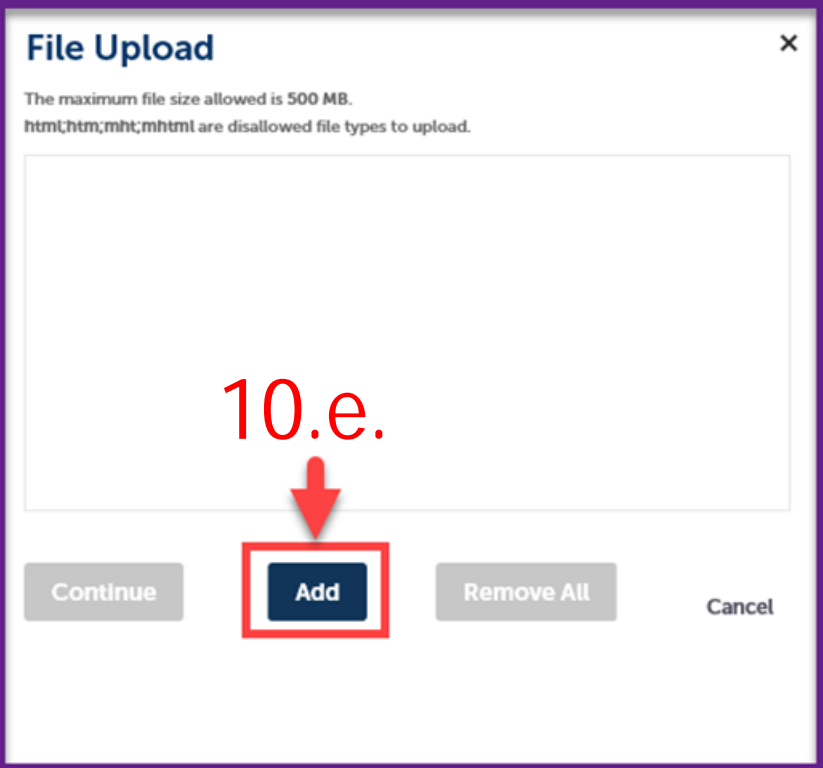 File Upload
×
The maximum file size allowed is 500 MB.
html;htm;mht;mhtml are disallowed file types to upload.
10.e.
Continue
Add
Remove All
Cancel